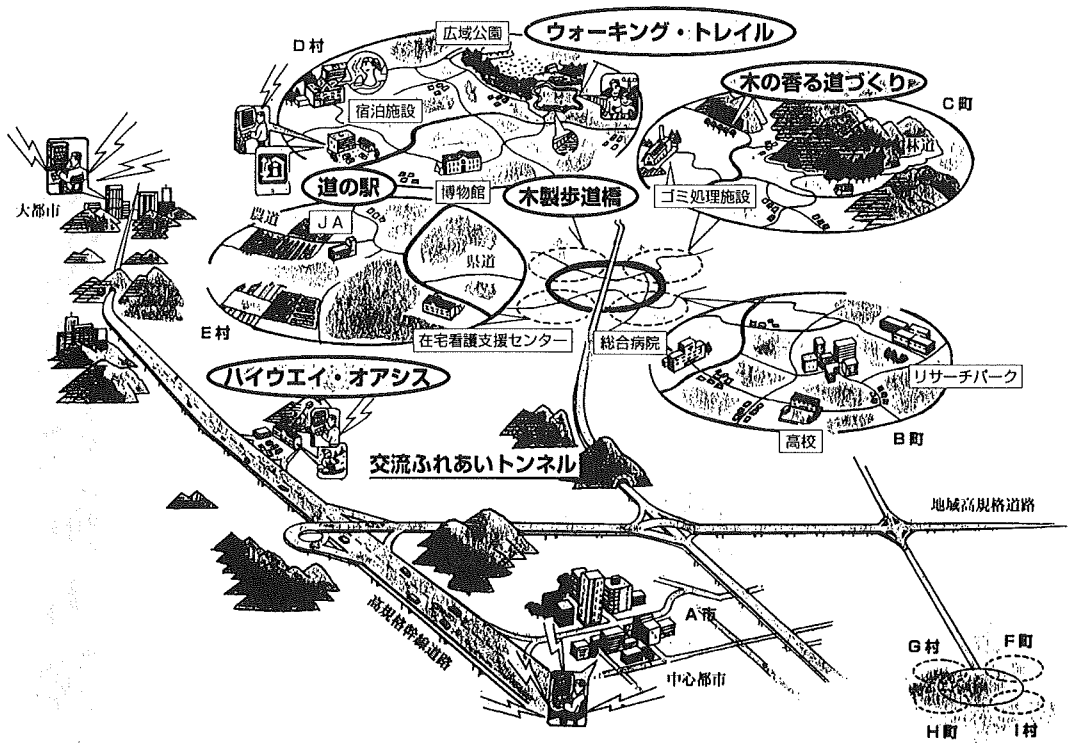 広域公園
ウォーキング・トレイル
D村
木の香る道づくり
C町
宿泊施設
林道
大都市
道の駅
博物館
木製歩道橋
ゴミ処理施設
農道
JA
県道
E村
在宅看護支援センター
総合病院
リサーチパーク
ハイウエイ・オアシス
高校
B町
交流ふれあいトンネル
地域高規格道路
高規格幹線道路
A市
中心都市
G村
F町
H町
I村